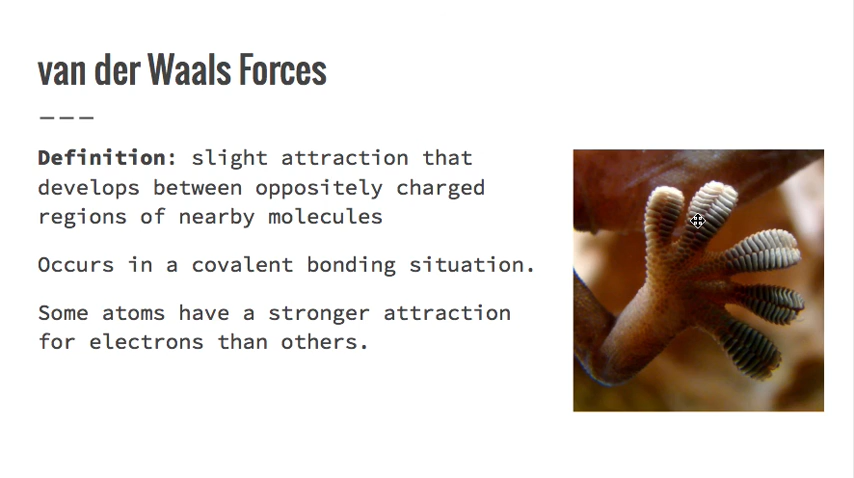 van der Waals Forces
Definition: slight attraction that
develops between oppositely charged
regions of nearby molecules
Occurs in a covalent bonding situation.
Some atoms have a stronger attraction
for electrons than others.